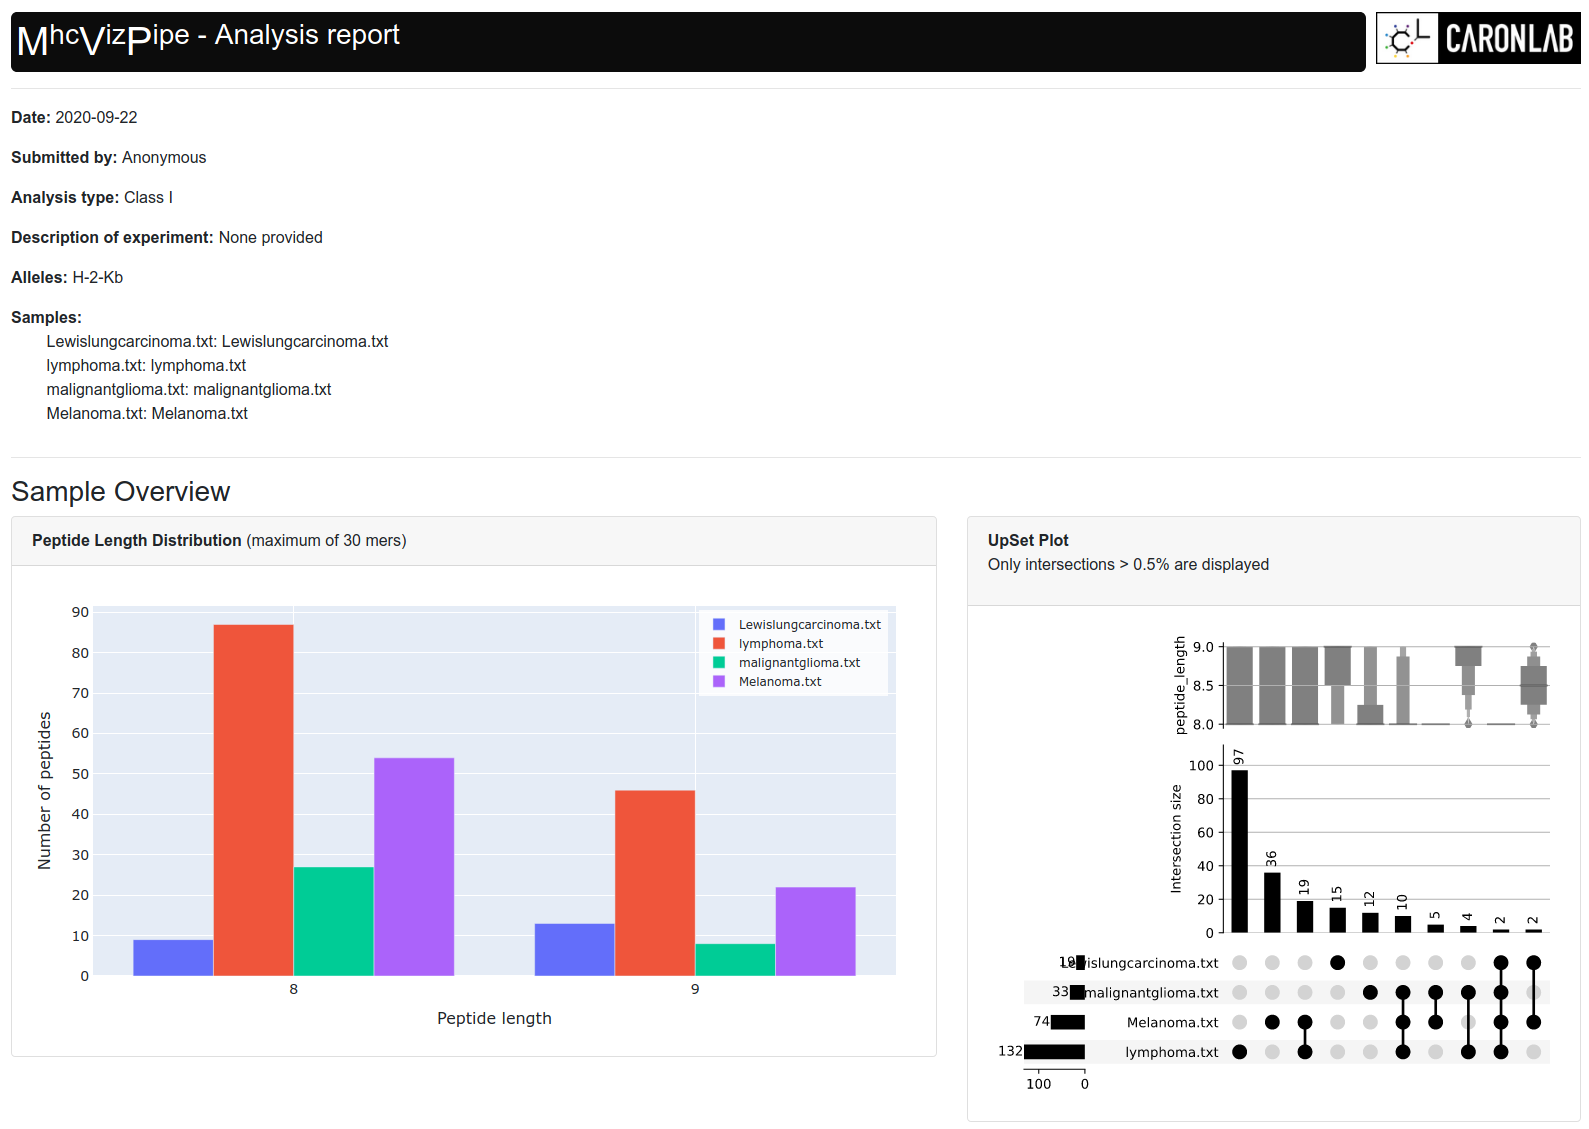 MhcVizPipe - Analysis report
CARONLAB
Date: 2020-09-22
Submitted by: Anonymous
Analysis type: Class I
Description of experiment: None provided
Alleles: H-2-Kb
Samples:
Lewislungcarcinoma.txt: Lewislungcarcinoma.txt
lymphoma.txt: lymphoma.txt
malignantglioma.txt: malignantglioma.txt
Melanoma.txt: Melanoma.txt
Sample Overview
Peptide Length Distribution (maximum of 30 mers)
90
80
70
60
50
40
30
20
10
0
Number of peptides
8
9
Peptide length
Lewislungcarcinoma.txt
lymphoma.txt
malignantglioma.txt
Melanoma.txt
UpSet Plot
Only intersections > 0.5% are displayed
peptide_length
9.0
8.5
8.0
Intersection size
100
80
60
40
20
0
97
36
19
15
12
10
5
4
2
2
Lewislungcarcinoma.txt
33
malignantglioma.txt
74
Melanoma.txt
132
lymphoma.txt
100
0